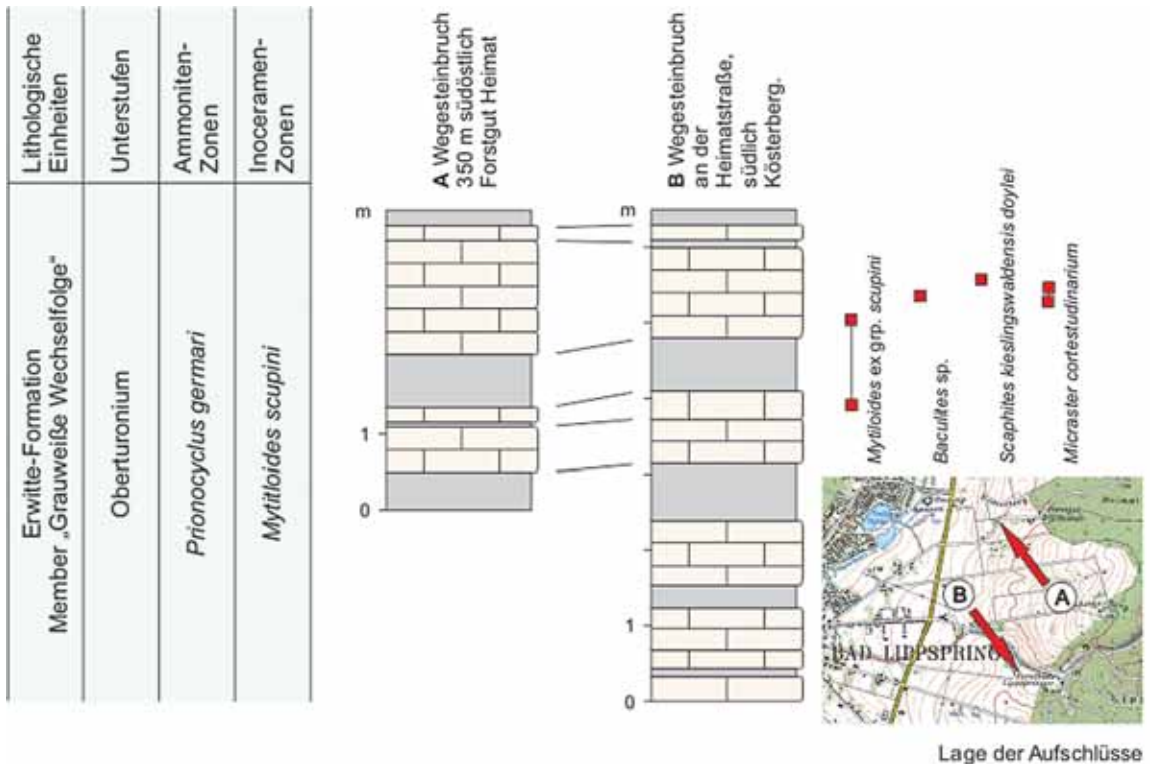 Lithologische
Einheiten
Unterstufen
Ammoniten-
Zonen
Inoceramen-
Zonen
Erwitte-Formation
Member „Grauweiße Wechselfolge"
Oberturonium
Prionocyclus germari
Mytitloides scupini
A Wegesteinbruch
350 m südöstlich
Forstgut Heimat
m
1
0
B Wegesteinbruch
an der
Heimatstraße,
südlich
Kösterberg.
m
1
0
Mytiloides ex grp. scupini
Baculites sp.
Scaphites kieslingswaldensis doylei
Micraster cortestudinarium
B
A
BAD LIPPSPRING
Lage der Aufschlüsse